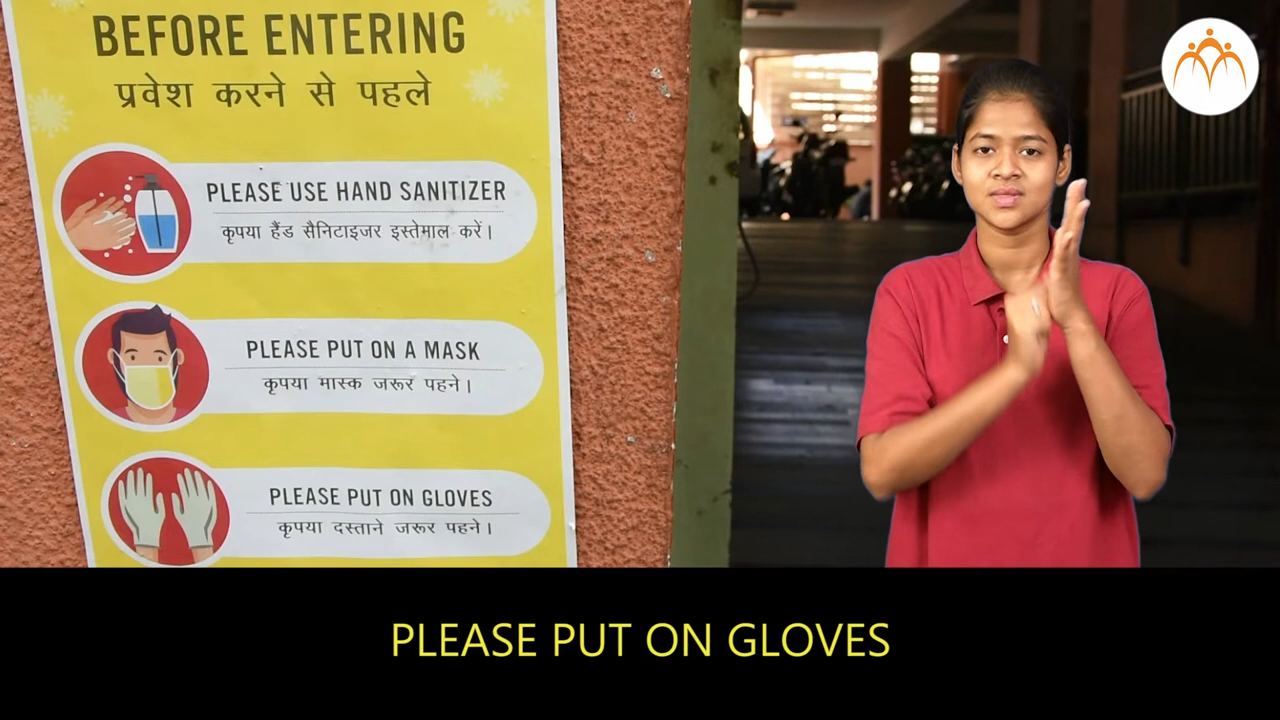 BEFORE ENTERING
प्रवेश करने से पहले
PLEASE USE HAND SANITIZER
कृपया हैंड सैनिटाइजर इस्तेमाल करें।
PLEASE PUT ON A MASK
कृपया मास्क जरूर पहने।
PLEASE PUT ON GLOVES
कृपया दस्ताने जरूर पहने।
PLEASE PUT ON GLOVES